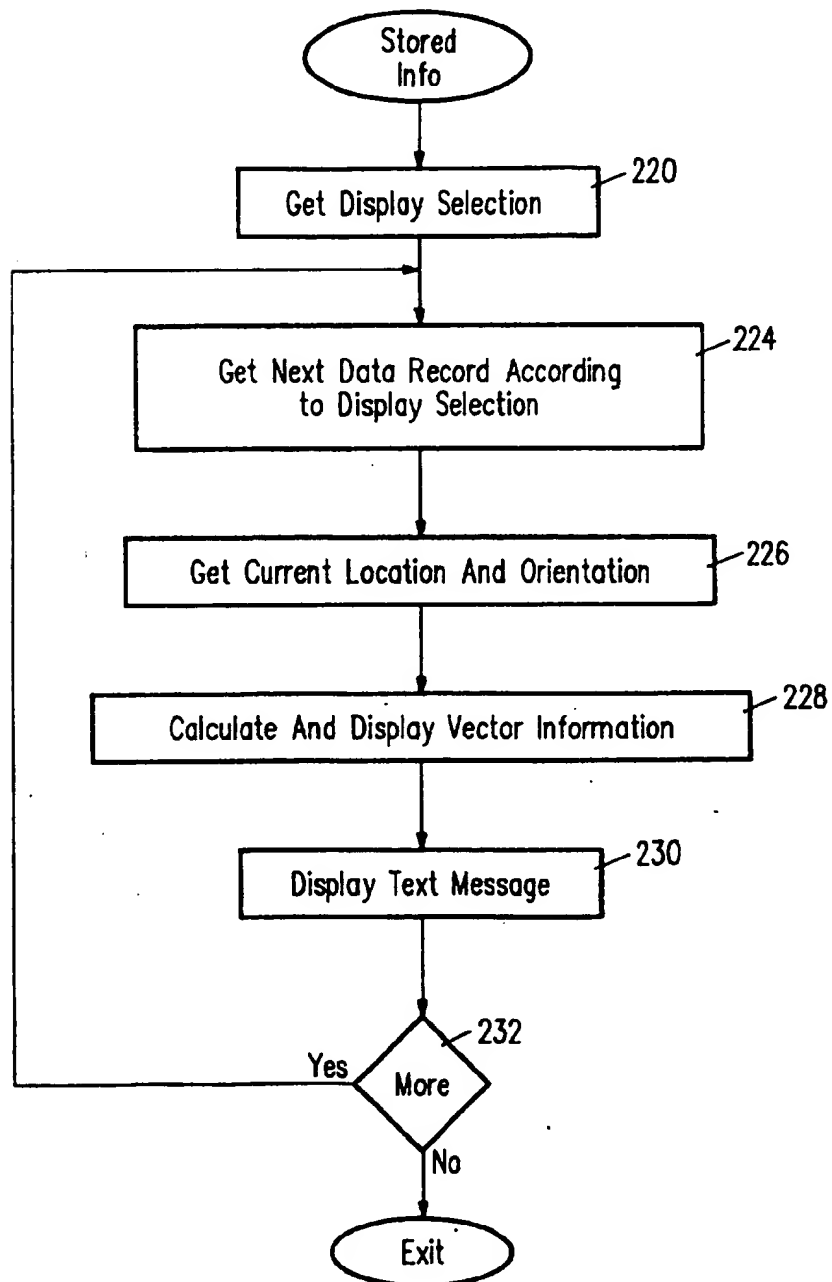 Stored
Info
220
Get Display Selection
224
Get Next Data Record According
to Display Selection
226
Get Current Location And Orientation
228
Calculate And Display Vector Information
230
Display Text Message
232
Yes
More
No
Exit